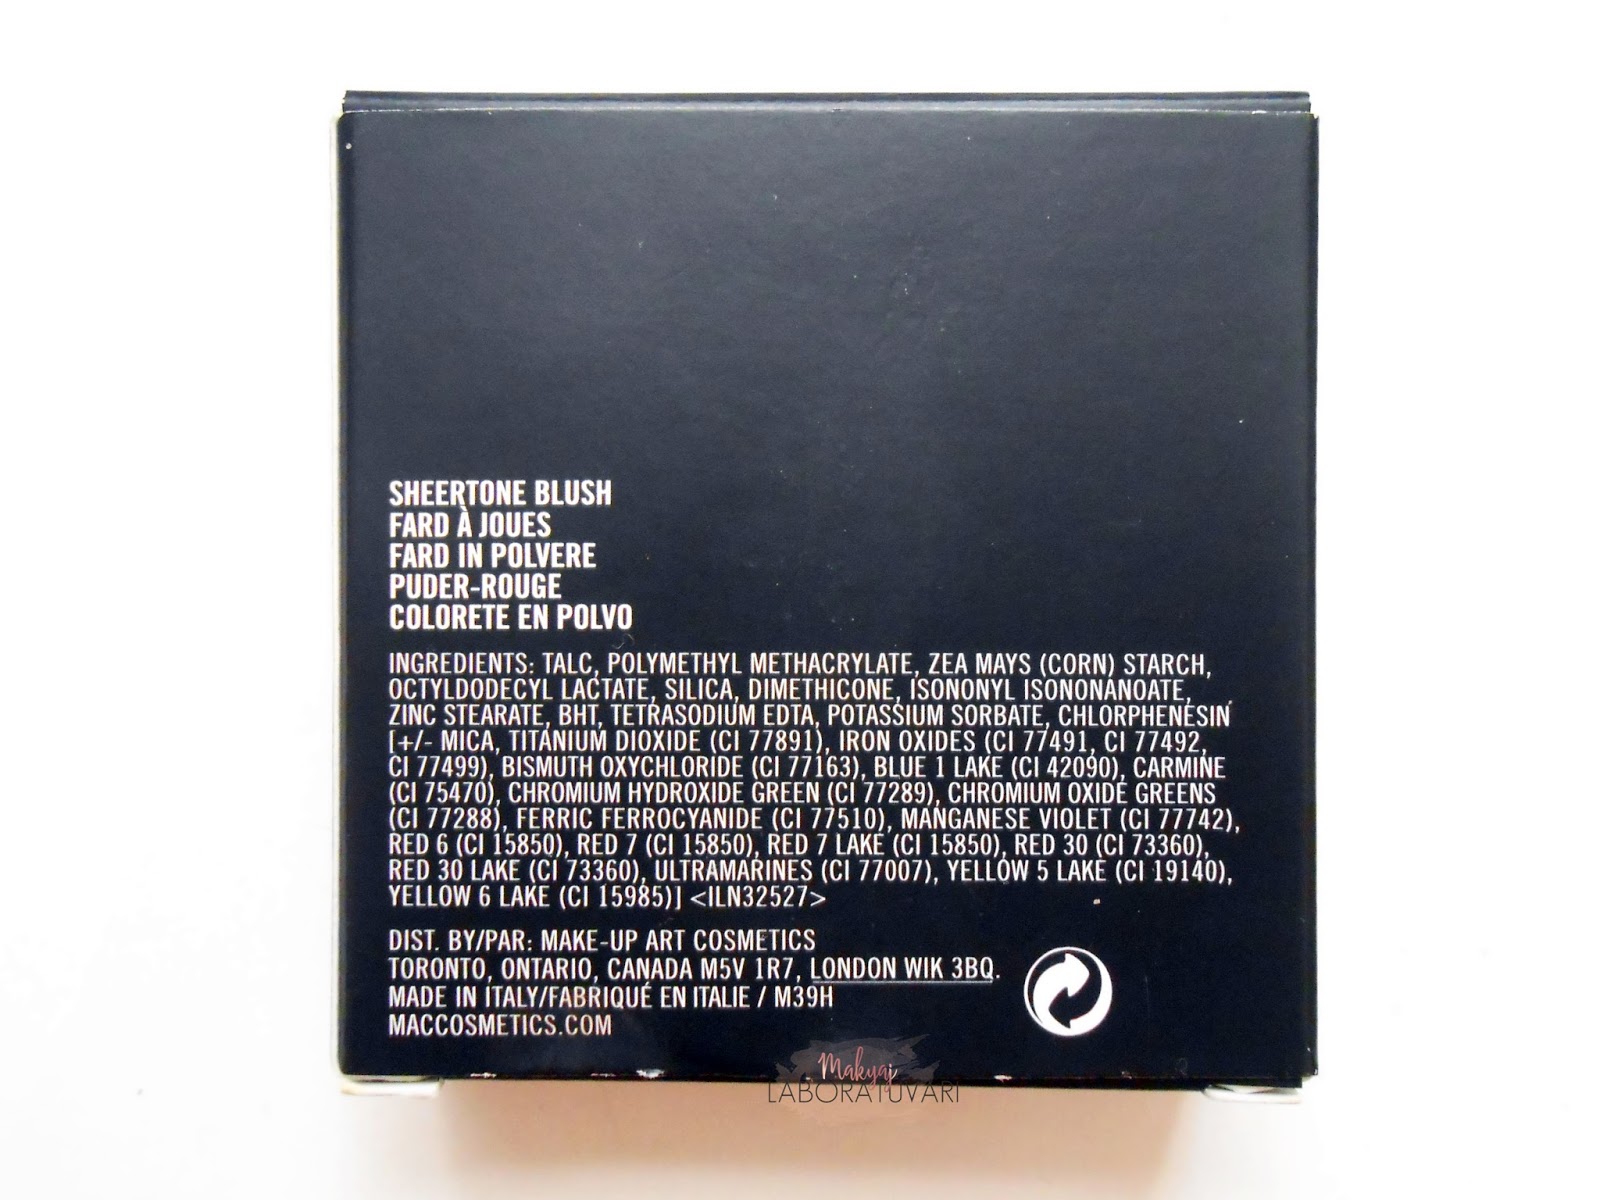 SHEERTONE BLUSH
FARD À JOUES
FARD IN POLVERE
PUDER-ROUGE
COLORETE EN POLVO
INGREDIENTS: TALC, POLYMETHYL METHACRYLATE, ZEA MAYS (CORN) STARCH,
OCTYLDODECYL LACTATE, SILICA, DIMETHICONE, ISONONYL ISONONANOATE,
ZINC STEARATE, BHT, TETRASODIUM EDTA, POTASSIUM SORBATE, CHLORPHENESIN
[+/- MICA, TITANIUM DIOXIDE (CI 77891), IRON OXIDES (CI 77491, CI 77492,
CI 77499), BISMUTH OXYCHLORIDE (CI 77163), BLUE 1 LAKE (CI 42090), CARMINE
(CI 75470), CHROMIUM HYDROXIDE GREEN (CI 77289), CHROMIUM OXIDE GREENS
(CI 77288), FERRIC FERROCYANIDE (CI 77510), MANGANESE VIOLET (CI 77742),
RED 6 (CI 15850), RED 7 (CI 15850), RED 7 LAKE (CI 15850), RED 30 (CI 73360),
RED 30 LAKE (CI 73360), ULTRAMARINES (CI 77007), YELLOW 5 LAKE (CI 19140),
YELLOW 6 LAKE (CI 15985)] <ILN32527>
DIST. BY/PAR: MAKE-UP ART COSMETICS
TORONTO, ONTARIO, CANADA M5V 1R7, LONDON WIK 3BQ.
MADE IN ITALY/FABRIQUÉ EN ITALIE / M39H
MACCOSMETICS.COM
Makyaj
LABORATUVARI